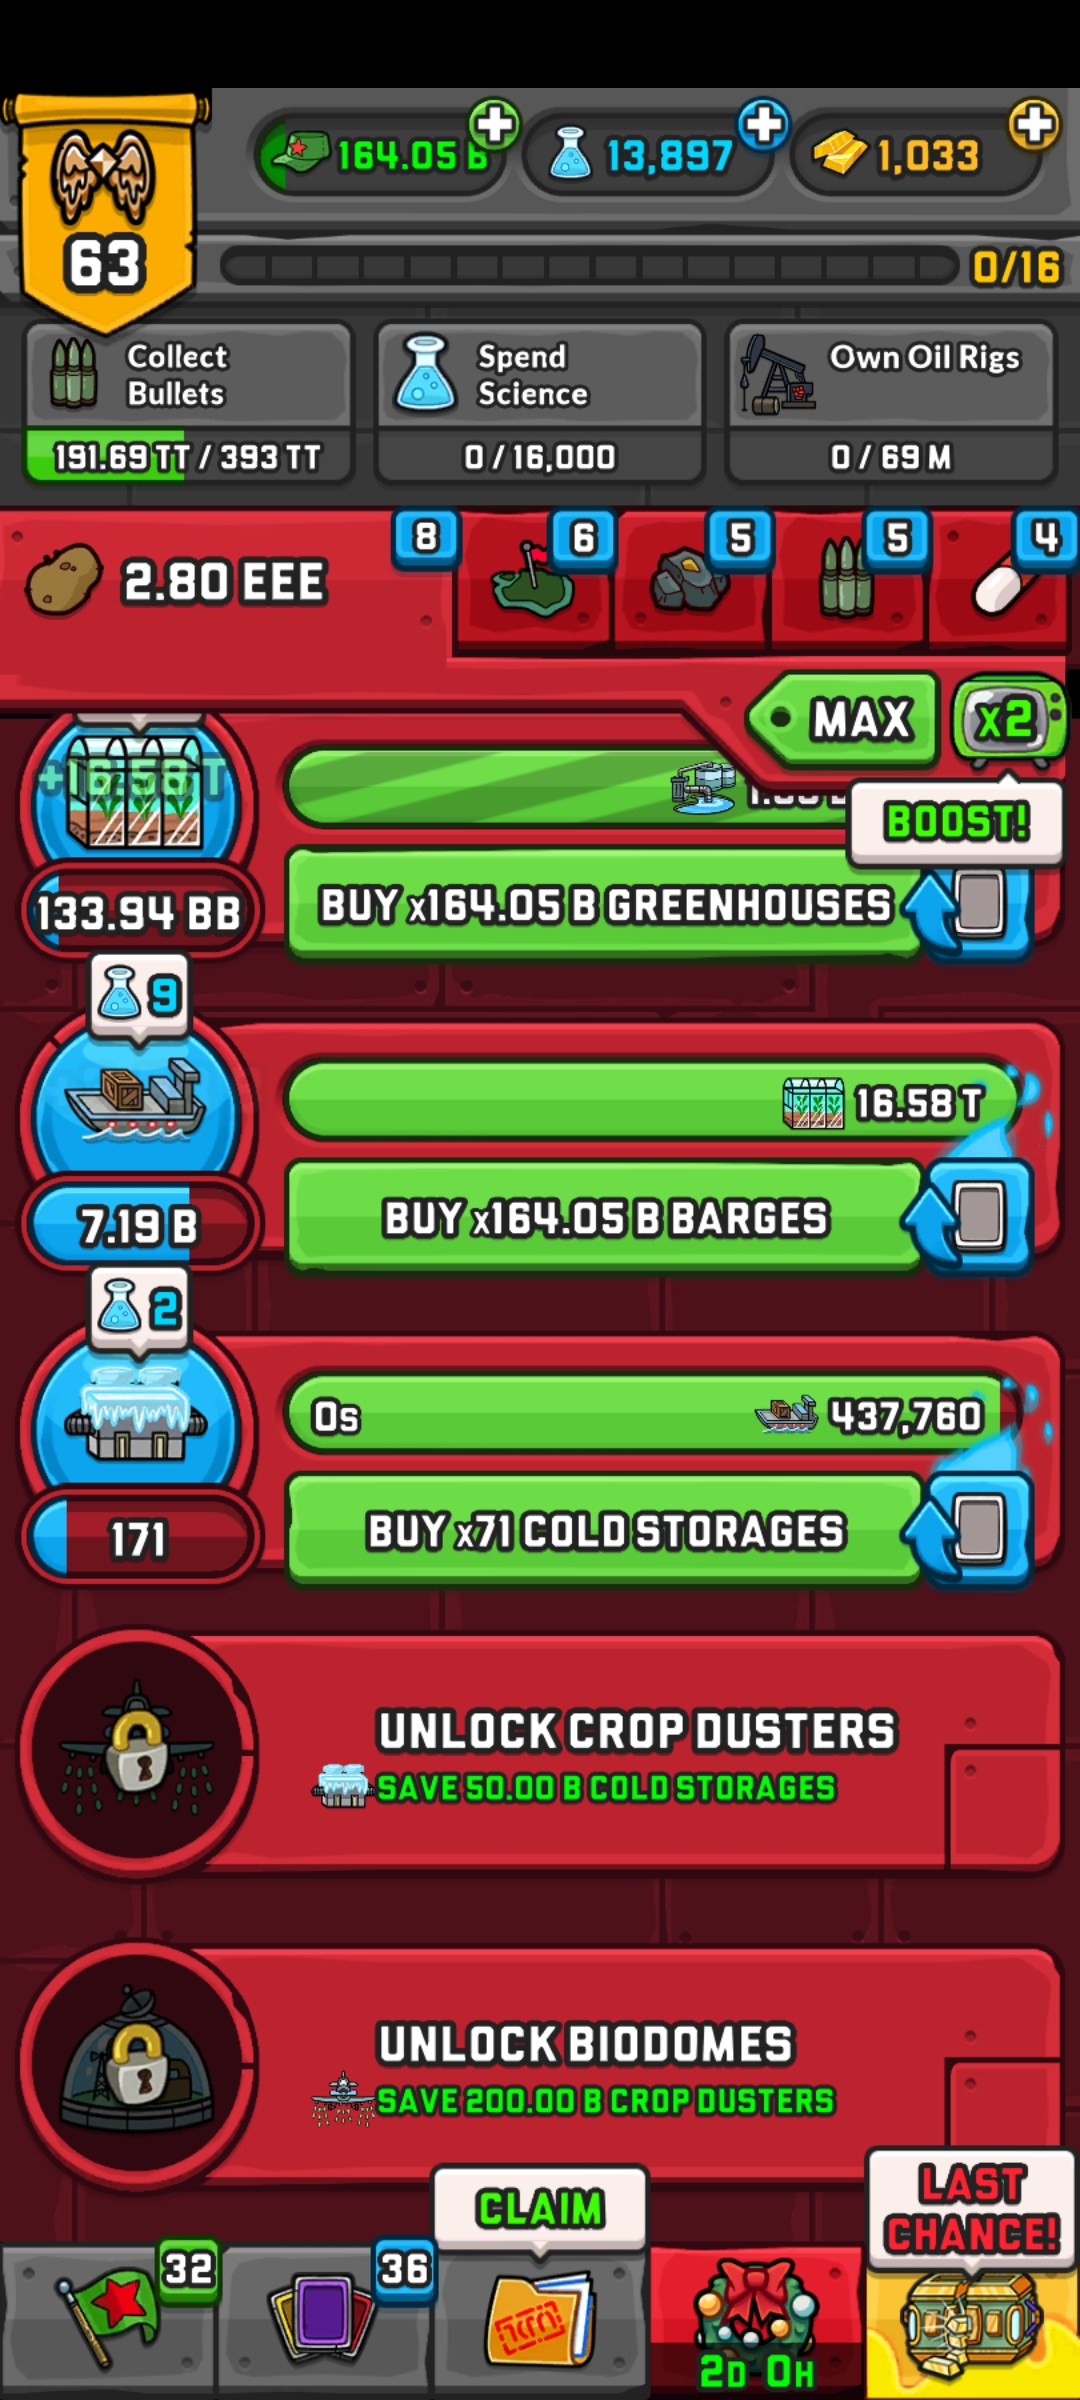 63
164.05 B
13,897
1,033
0/16
Collect
Bullets
191.69 TT / 393 TT
Spend
Science
0 / 16,000
Own Oil Rigs
0 / 69 M
2.80 EEE
8
6
5
5
4
MAX
x2
BOOST!
+16.58 T
133.94 BB
BUY x164.05 B GREENHOUSES
9
16.58 T
7.19 B
BUY x164.05 B BARGES
2
0s
437,760
171
BUY x71 COLD STORAGES
UNLOCK CROP DUSTERS
SAVE 50.00 B COLD STORAGES
UNLOCK BIODOMES
SAVE 200.00 B CROP DUSTERS
CLAIM
LAST
CHANCE!
32
36
2D 0H